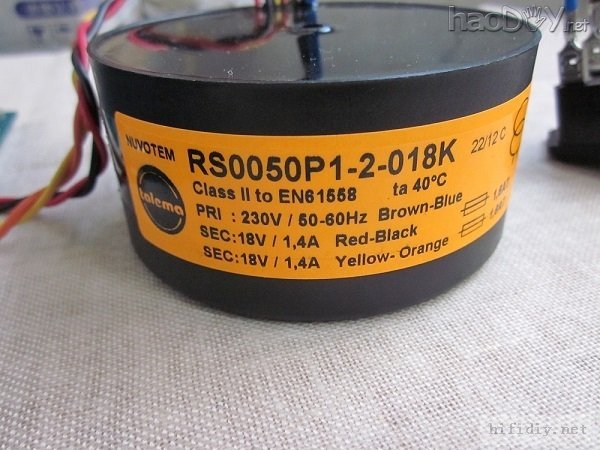 haoDIY.net
NUVOTEM
talema
RS0050P1-2-018K
22/12 C
Class II to EN61558 ta 40°C
PRI : 230V / 50-60Hz Brown-Blue
SEC:18V / 1,4A Red-Black
SEC:18V / 1,4A Yellow- Orange
hifidiy.net